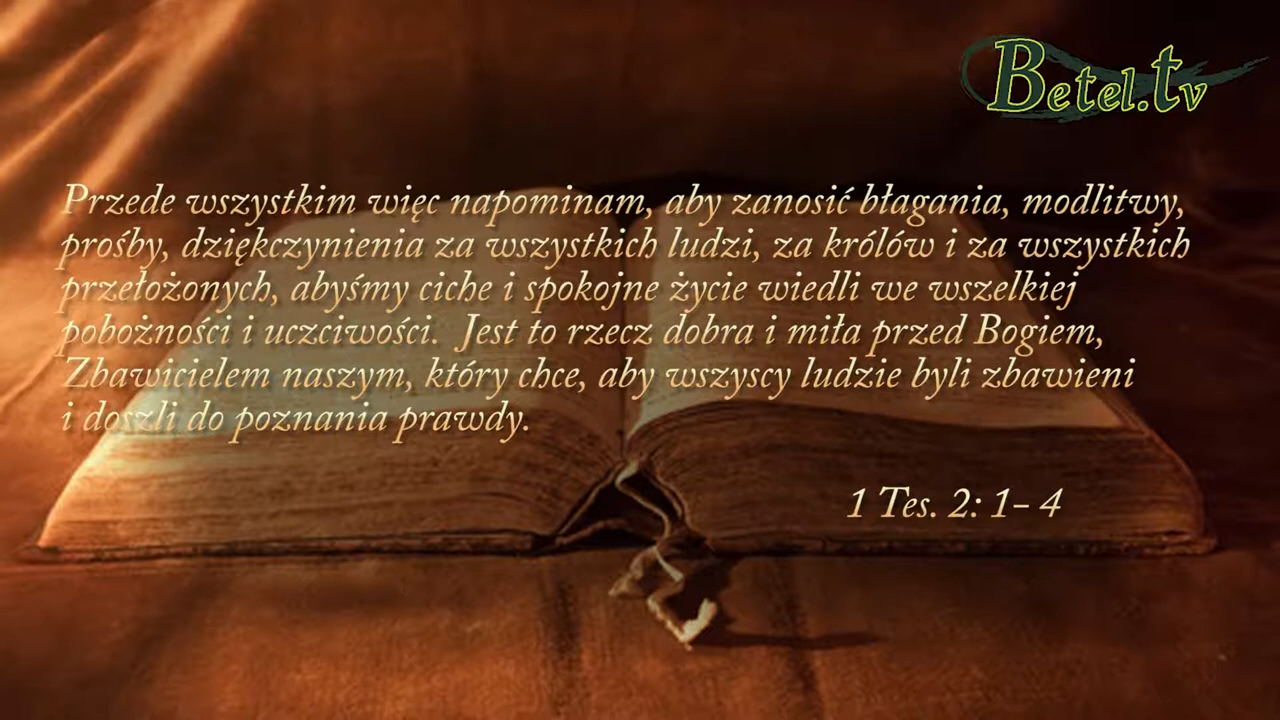 Betel.tv
Przede wszystkim więc napominam, aby zanosić błagania, modlitwy,
prośby, dziękczynienia za wszystkich ludzi, za królów i za wszystkich
przełożonych, abyśmy ciche i spokojne życie wiedli we wszelkiej
pobożności i uczciwości. Jest to rzecz dobra i miła przed Bogiem,
Zbawicielem naszym, który chce, aby wszyscy ludzie byli zbawieni
i doszli do poznania prawdy.
1 Tes. 2: 1- 4